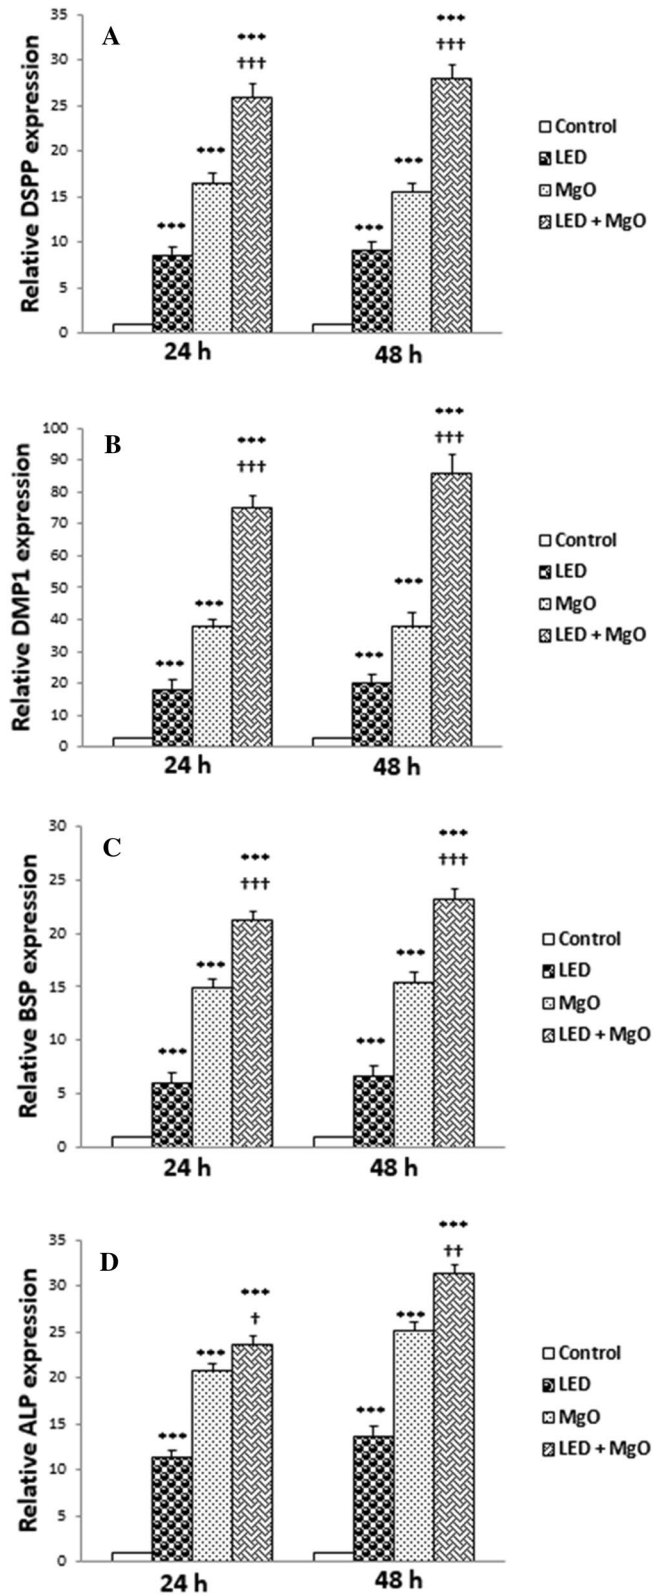 A
Relative DSPP expression
35
30
25
20
15
10
5
0
***
***
†††
***
***
***
†††
***
***
24 h
48 h
Control
LED
MgO
LED + MgO
B
Relative DMP1 expression
100
90
80
70
60
50
40
30
20
10
0
***
†††
***
***
***
†††
***
***
24 h
48 h
Control
LED
MgO
LED + MgO
C
Relative BSP expression
30
25
20
15
10
5
0
***
†††
***
***
***
†††
***
***
24 h
48 h
Control
LED
MgO
LED + MgO
D
Relative ALP expression
35
30
25
20
15
10
5
0
***
†
***
***
***
††
***
***
24 h
48 h
Control
LED
MgO
LED + MgO